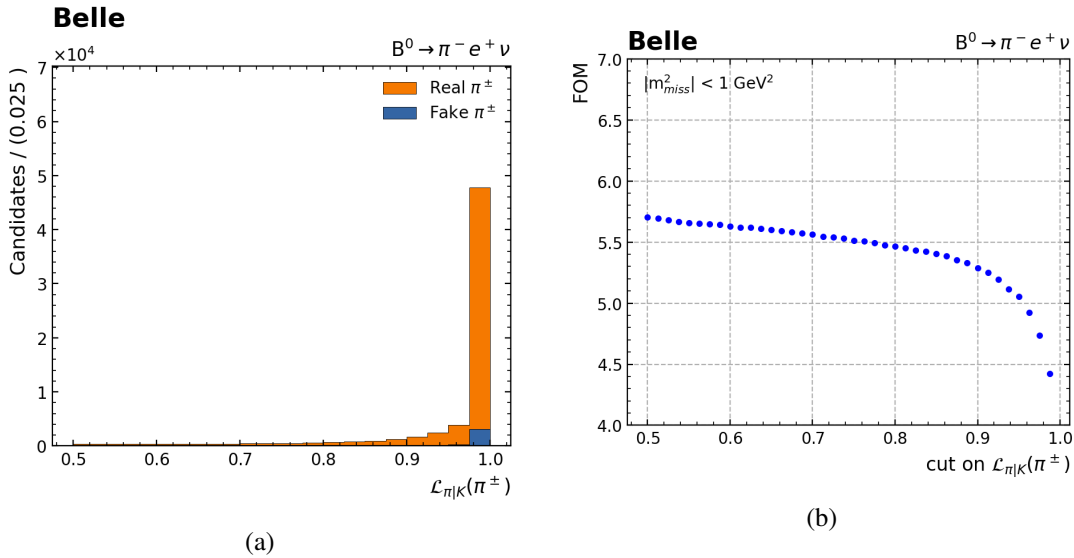 Belle
B⁰ → π⁻ e⁺ ν
×10⁴
Candidates / (0.025 )
7
6
5
4
3
2
1
0
Real π±
Fake π±
0.5 0.6 0.7 0.8 0.9 1.0
ℒπ|K(π±)
(a)
Belle
B⁰ → π⁻ e⁺ ν
FOM
7.0
6.5
6.0
5.5
5.0
4.5
4.0
|m²miss| < 1 GeV²
0.5 0.6 0.7 0.8 0.9 1.0
cut on ℒπ|K(π±)
(b)